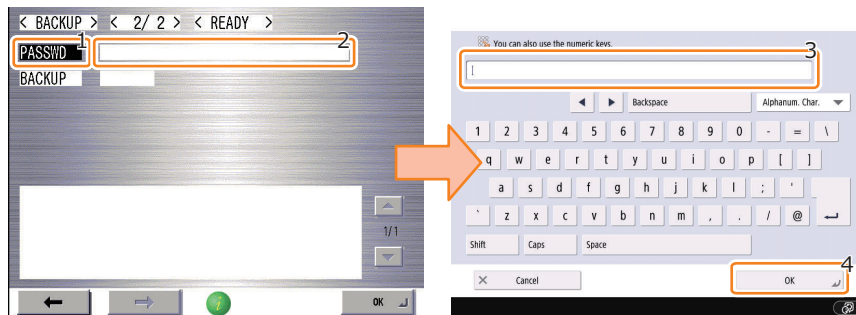 < BACKUP > < 2/ 2 > < READY >
PASSWD 1 2
BACKUP
1/1
OK
You can also use the numeric keys.
3
Backspace Alphanum. Char.
1 2 3 4 5 6 7 8 9 0 - = \
q w e r t y u i o p [ ]
a s d f g h j k l ; '
` z x c v b n m , . / @
Shift Caps Space
4
× Cancel OK